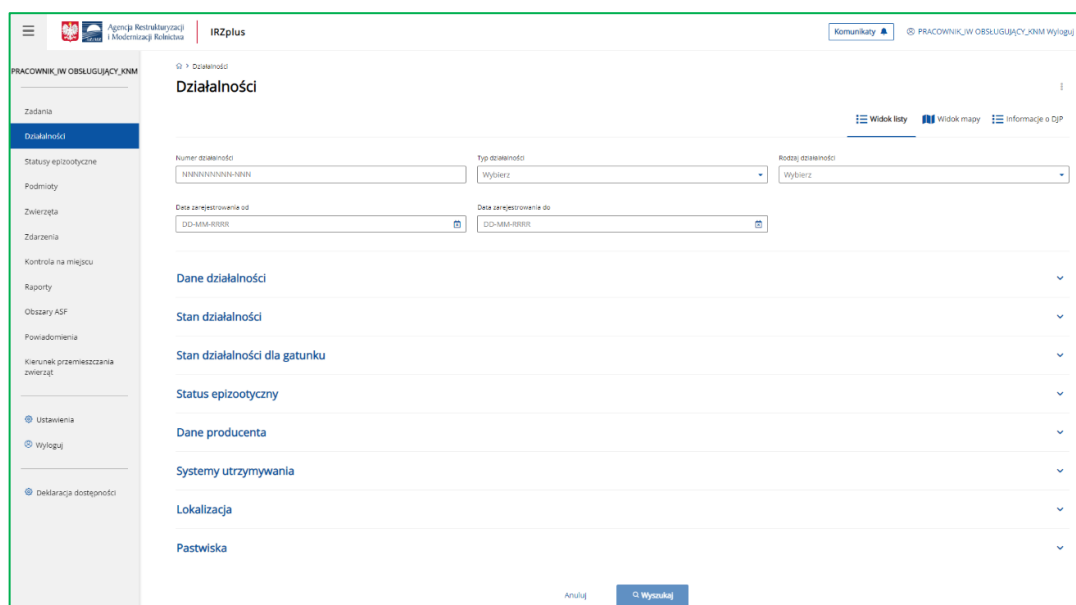 Agencja Restrukturyzacji
i Modernizacji Rolnictwa
IRZplus
Komunikaty
PRACOWNIK_IW OBSŁUGUJĄCY_KNM Wyloguj
PRACOWNIK_IW OBSŁUGUJĄCY_KNM
Zadania
Działalności
Statusy epizootyczne
Podmioty
Zwierzęta
Zdarzenia
Kontrola na miejscu
Raporty
Obszary ASF
Powiadomienia
Kierunek przemieszczania
zwierząt
Ustawienia
Wyloguj
Deklaracja dostępności
> Działalności
Działalności
Widok listy Widok mapy Informacje o DJP
Numer działalności Typ działalności Rodzaj działalności
NNNNNNNNN-NNN Wybierz Wybierz
Data zarejestrowania od Data zarejestrowania do
DD-MM-RRRR DD-MM-RRRR
Dane działalności
Stan działalności
Stan działalności dla gatunku
Status epizootyczny
Dane producenta
Systemy utrzymywania
Lokalizacja
Pastwiska
Anuluj Wyszukaj